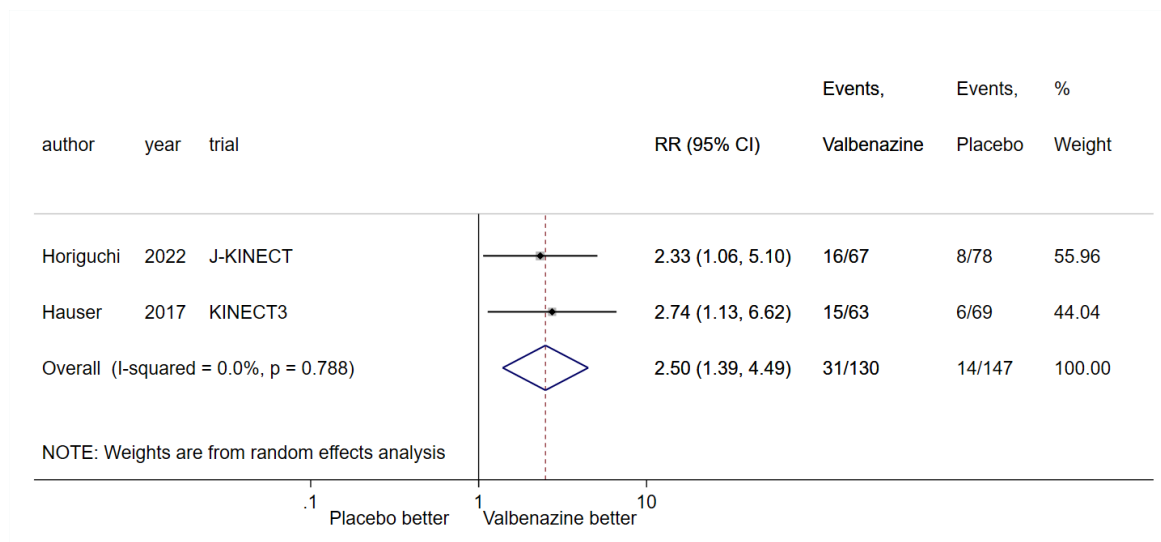 Events, Events, %
author year trial RR (95% CI) Valbenazine Placebo Weight
Horiguchi 2022 J-KINECT 2.33 (1.06, 5.10) 16/67 8/78 55.96
Hauser 2017 KINECT3 2.74 (1.13, 6.62) 15/63 6/69 44.04
Overall (I-squared = 0.0%, p = 0.788) 2.50 (1.39, 4.49) 31/130 14/147 100.00
NOTE: Weights are from random effects analysis
.1 1 10
Placebo better Valbenazine better